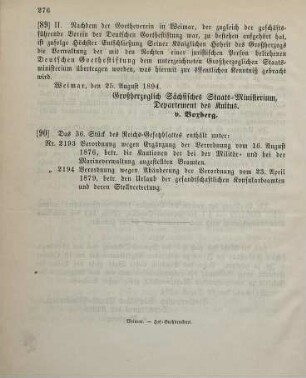 276
[89] II. Nachdem der Goetheverein in Weimar, der zugleich der geschäfts-
führende Verein der Deutschen Goethestiftung war, zu bestehen aufgehört hat,
ist zufolge Höchster Entschließung Seiner Königlichen Hoheit des Großherzogs
die Verwaltung der mit den Rechten einer juristischen Person beliehenen
Deutschen Goethestiftung dem unterzeichneten Großherzoglichen Staats-
ministerium übertragen worden, was hiermit zur öffentlichen Kenntniß gebracht
wird.
Weimar, den 25. August 1894.
Großherzoglich Sächsisches Staats-Ministerium,
Departement des Kultus.
v. Boxberg.
[90] Das 36. Stück des Reichs-Gesetzblattes enthält unter:
Nr. 2193 Verordnung wegen Ergänzung der Verordnung vom 16. August
1876, betr. die Kautionen der bei der Militär- und bei der
Marineverwaltung angestellten Beamten.
„ 2194 Verordnung wegen Abänderung der Verordnung vom 23. April
1879, betr. den Urlaub der gesandtschaftlichen Konsularbeamten
und deren Stellvertretung.
Weimar. — Hof-Buchdruckerei.